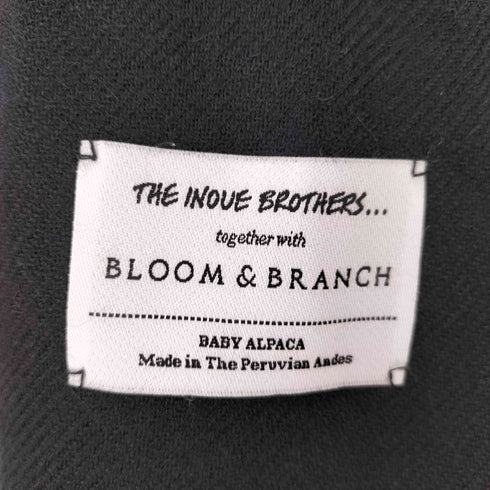 THE INOUE BROTHERS...
together with
BLOOM & BRANCH
BABY ALPACA
Made in The Peruvian Andes